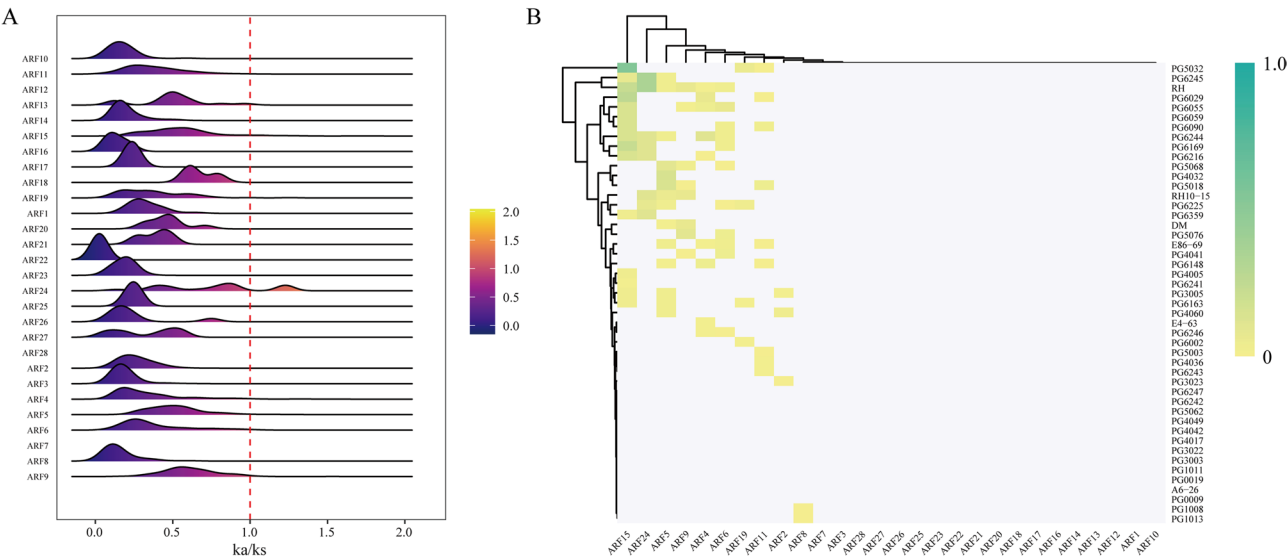 A
ARF10
ARF11
ARF12
ARF13
ARF14
ARF15
ARF16
ARF17
ARF18
ARF19
ARF1
ARF20
ARF21
ARF22
ARF23
ARF24
ARF25
ARF26
ARF27
ARF28
ARF2
ARF3
ARF4
ARF5
ARF6
ARF7
ARF8
ARF9
0.0 0.5 1.0 1.5 2.0
ka/ks
2.0
1.5
1.0
0.5
0.0
B
PG5032
PG6245
RH
PG6029
PG6055
PG6059
PG6090
PG6244
PG6169
PG6216
PG5068
PG4032
PG5018
RH10−15
PG6225
PG6359
DM
PG5076
E86−69
PG4041
PG6148
PG4005
PG6241
PG3005
PG6163
PG4060
E4−63
PG6246
PG6002
PG5003
PG4036
PG6243
PG3023
PG6247
PG6242
PG5062
PG4049
PG4042
PG4017
PG3022
PG3003
PG1011
PG0019
A6−26
PG0009
PG1008
PG1013
ARF15 ARF24 ARF5 ARF9 ARF4 ARF6 ARF19 ARF11 ARF2 ARF8 ARF7 ARF3 ARF28 ARF27 ARF26 ARF25 ARF23 ARF22 ARF21 ARF20 ARF18 ARF17 ARF16 ARF14 ARF13 ARF12 ARF1 ARF10
1.0
0